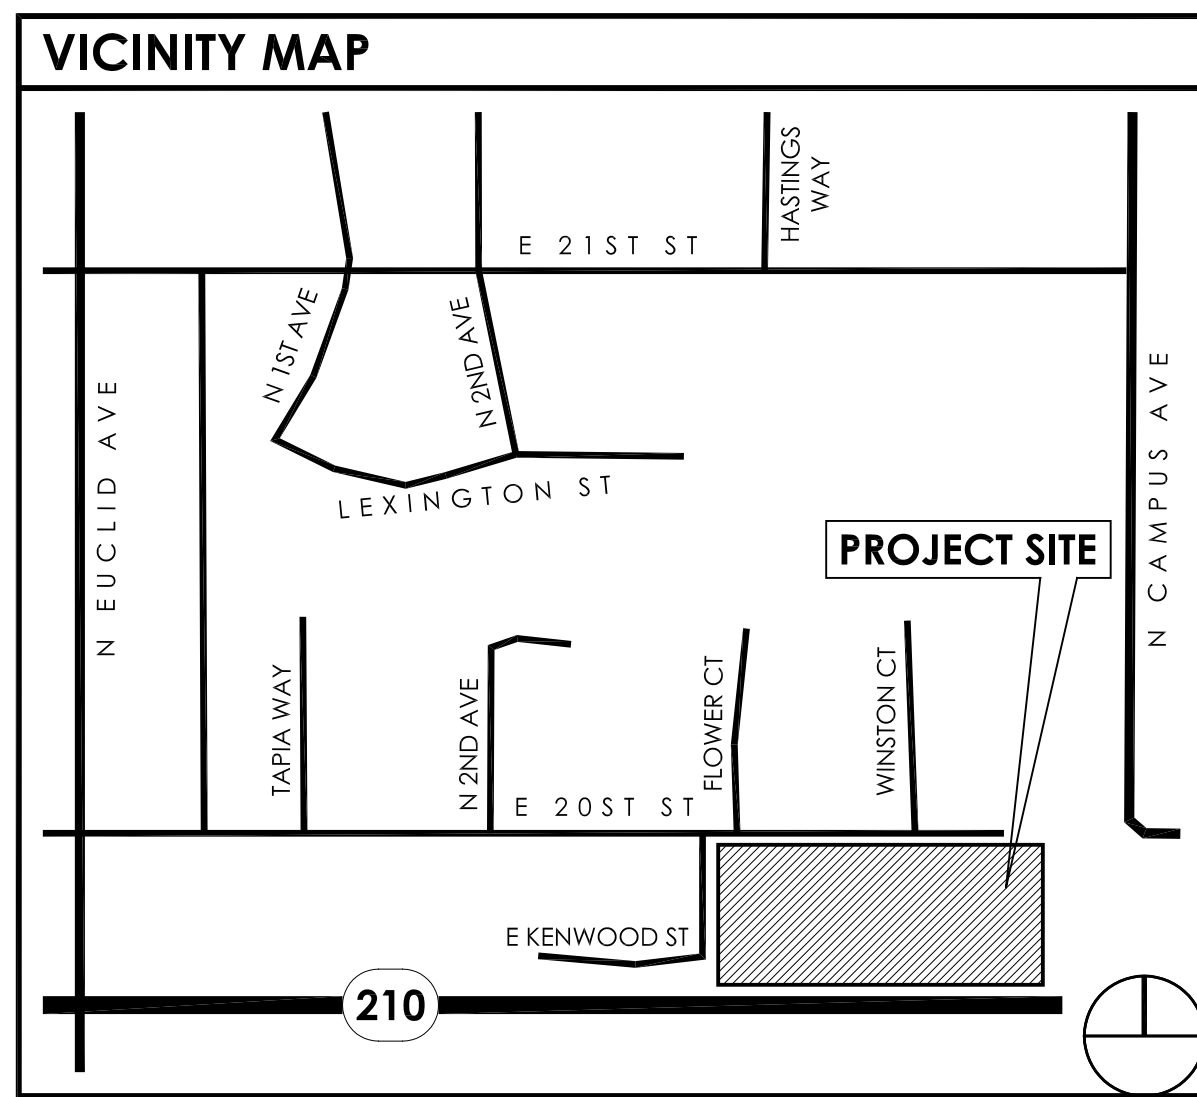 VICINITY MAP
HASTINGS
WAY
E 21ST ST
N 1ST AVE
N 2ND AVE
N EUCLID AVE
N CAMPUS AVE
LEXINGTON ST
PROJECT SITE
TAPIA WAY
N 2ND AVE
FLOWER CT
WINSTON CT
E 20ST ST
E KENWOOD ST
210